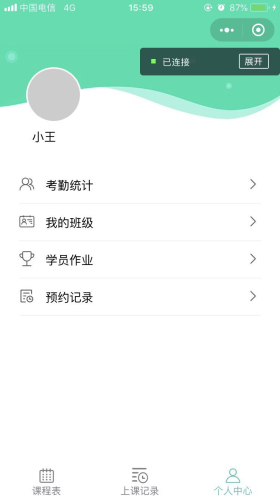 中国电信 4G 15:59 87%
已连接 展开
小王
考勤统计
我的班级
学员作业
预约记录
课程表 上课记录 个人中心